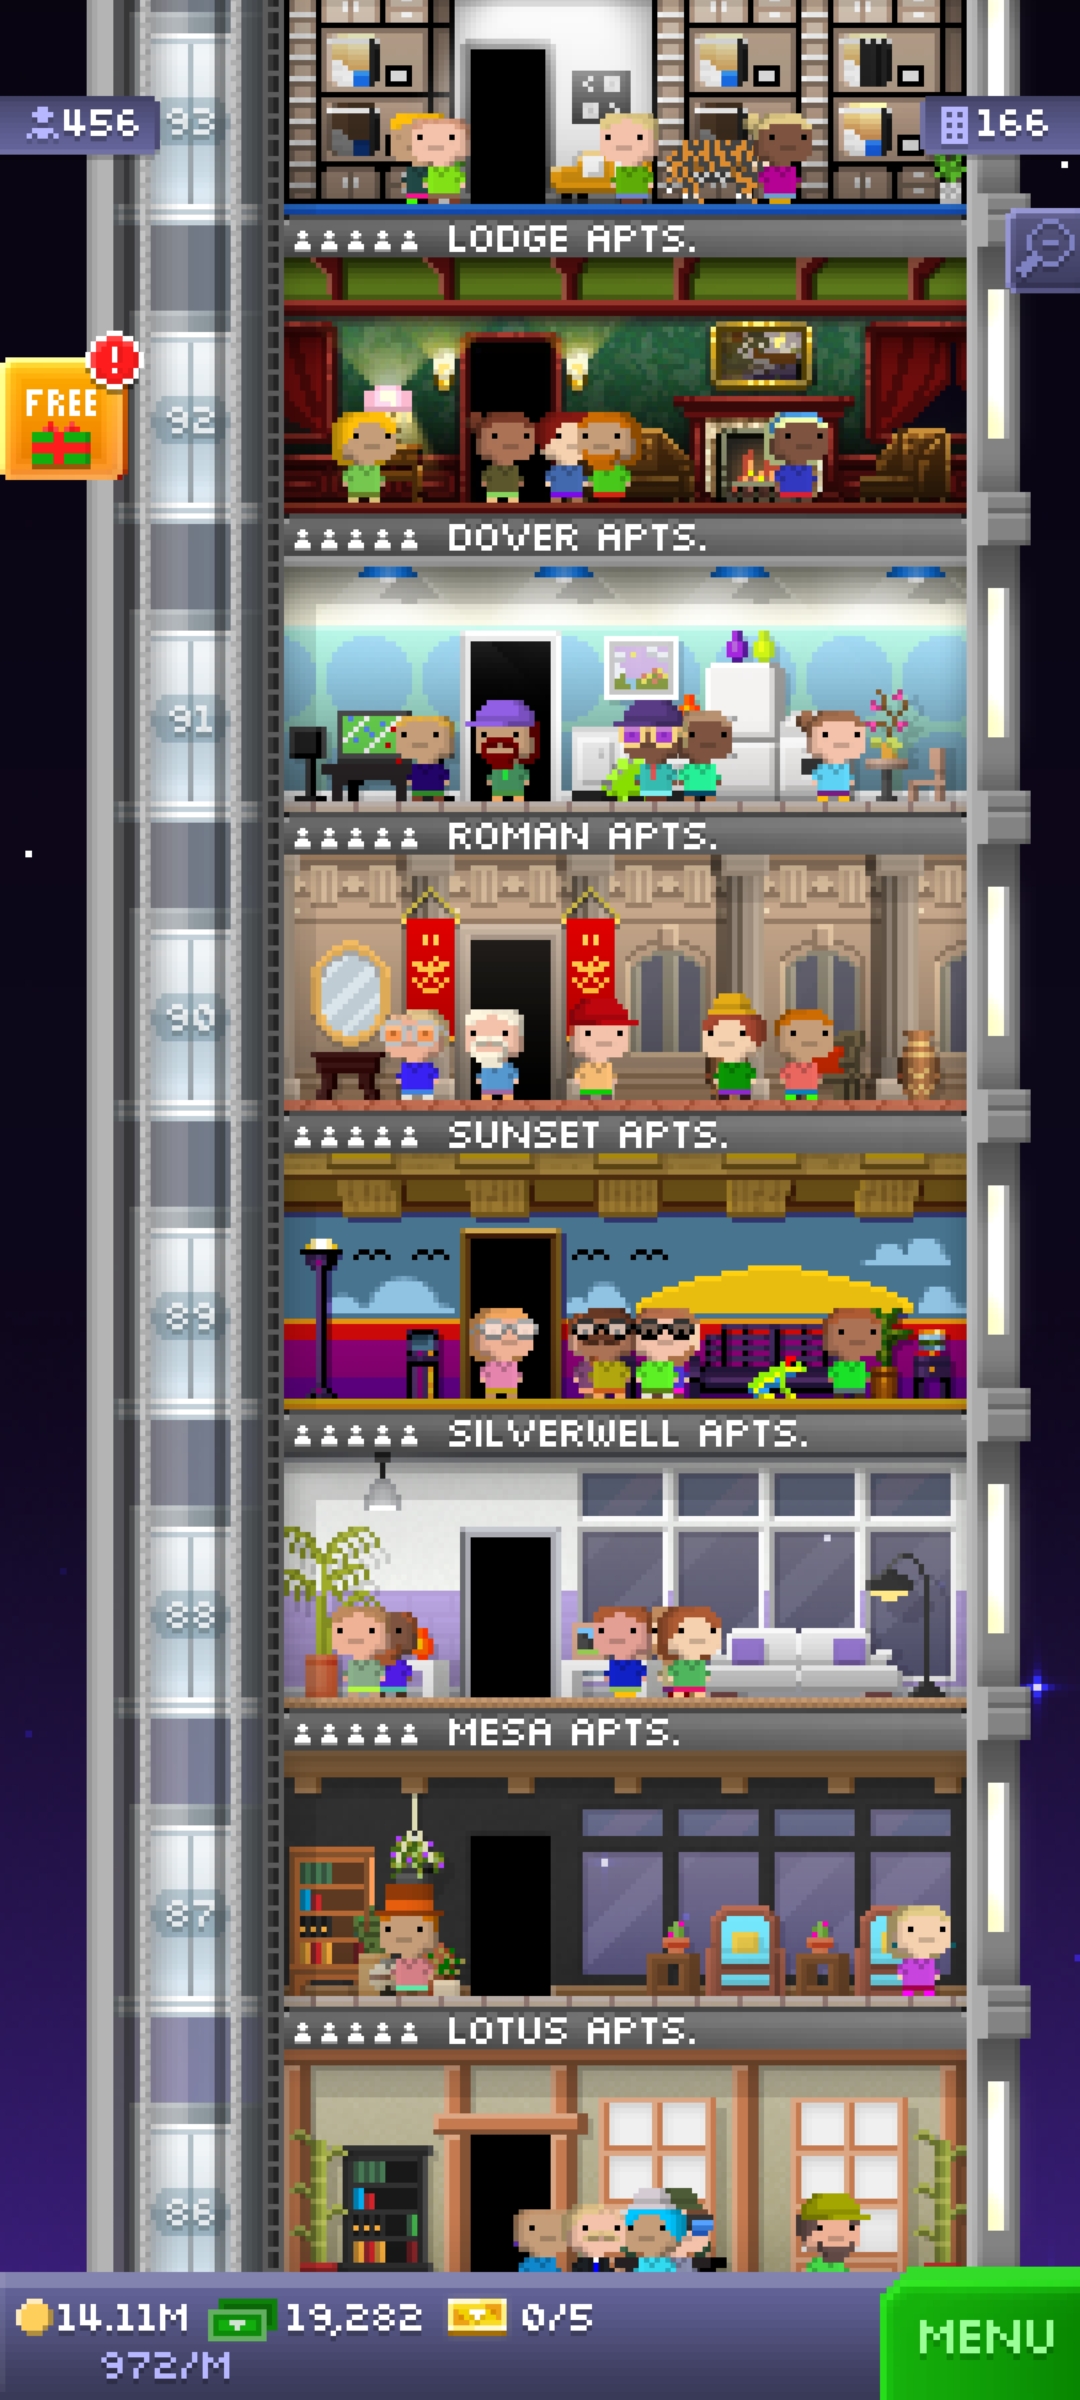 93
456
166
LODGE APTS.
FREE
!
92
DOVER APTS.
91
ROMAN APTS.
90
SUNSET APTS.
89
SILVERWELL APTS.
88
MESA APTS.
87
LOTUS APTS.
86
14.11M 19,282 0/5
972/M
MENU